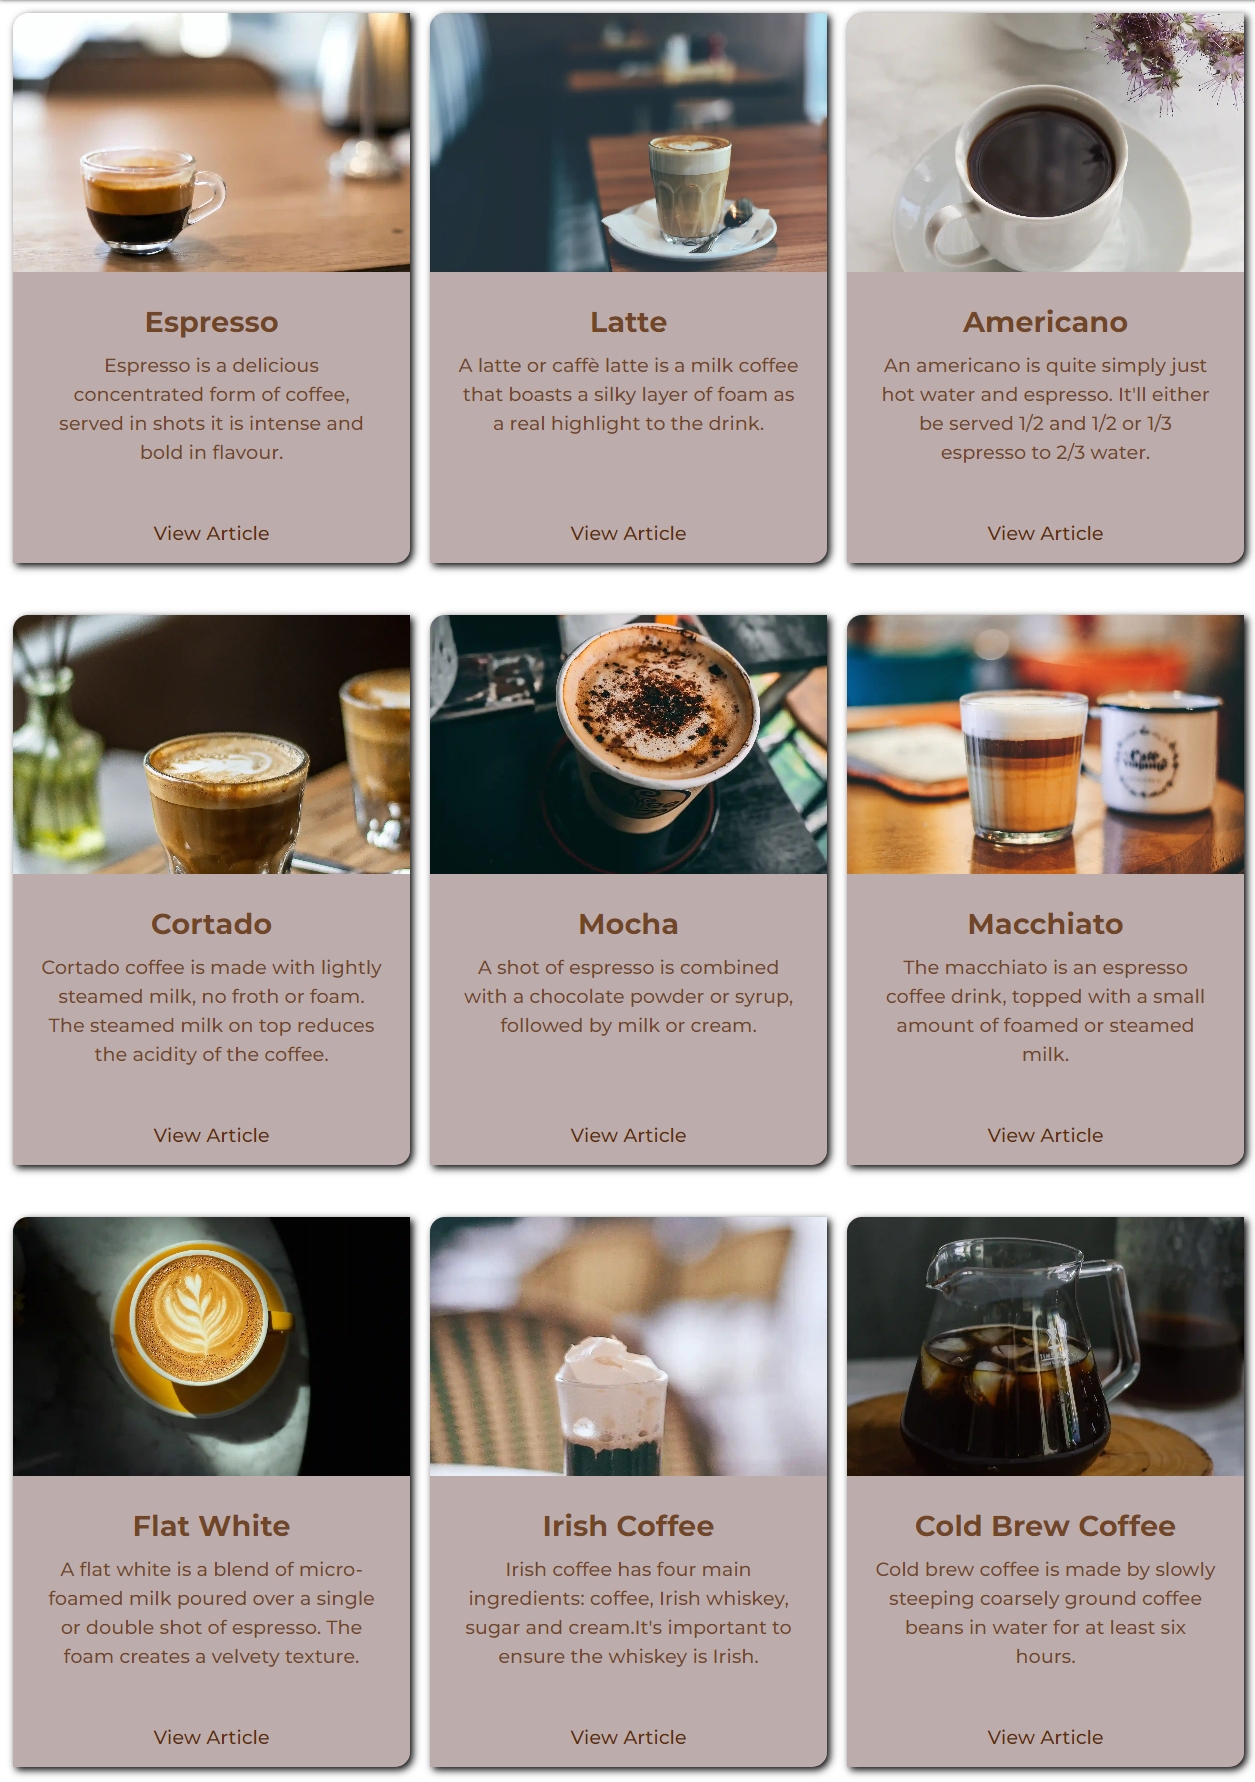 Espresso
Espresso is a delicious
concentrated form of coffee,
served in shots it is intense and
bold in flavour.
View Article
Latte
A latte or caffè latte is a milk coffee
that boasts a silky layer of foam as
a real highlight to the drink.
View Article
Americano
An americano is quite simply just
hot water and espresso. It'll either
be served 1/2 and 1/2 or 1/3
espresso to 2/3 water.
View Article
Cortado
Cortado coffee is made with lightly
steamed milk, no froth or foam.
The steamed milk on top reduces
the acidity of the coffee.
View Article
Mocha
A shot of espresso is combined
with a chocolate powder or syrup,
followed by milk or cream.
View Article
Macchiato
The macchiato is an espresso
coffee drink, topped with a small
amount of foamed or steamed
milk.
View Article
Flat White
A flat white is a blend of micro-
foamed milk poured over a single
or double shot of espresso. The
foam creates a velvety texture.
View Article
Irish Coffee
Irish coffee has four main
ingredients: coffee, Irish whiskey,
sugar and cream.It's important to
ensure the whiskey is Irish.
View Article
Cold Brew Coffee
Cold brew coffee is made by slowly
steeping coarsely ground coffee
beans in water for at least six
hours.
View Article